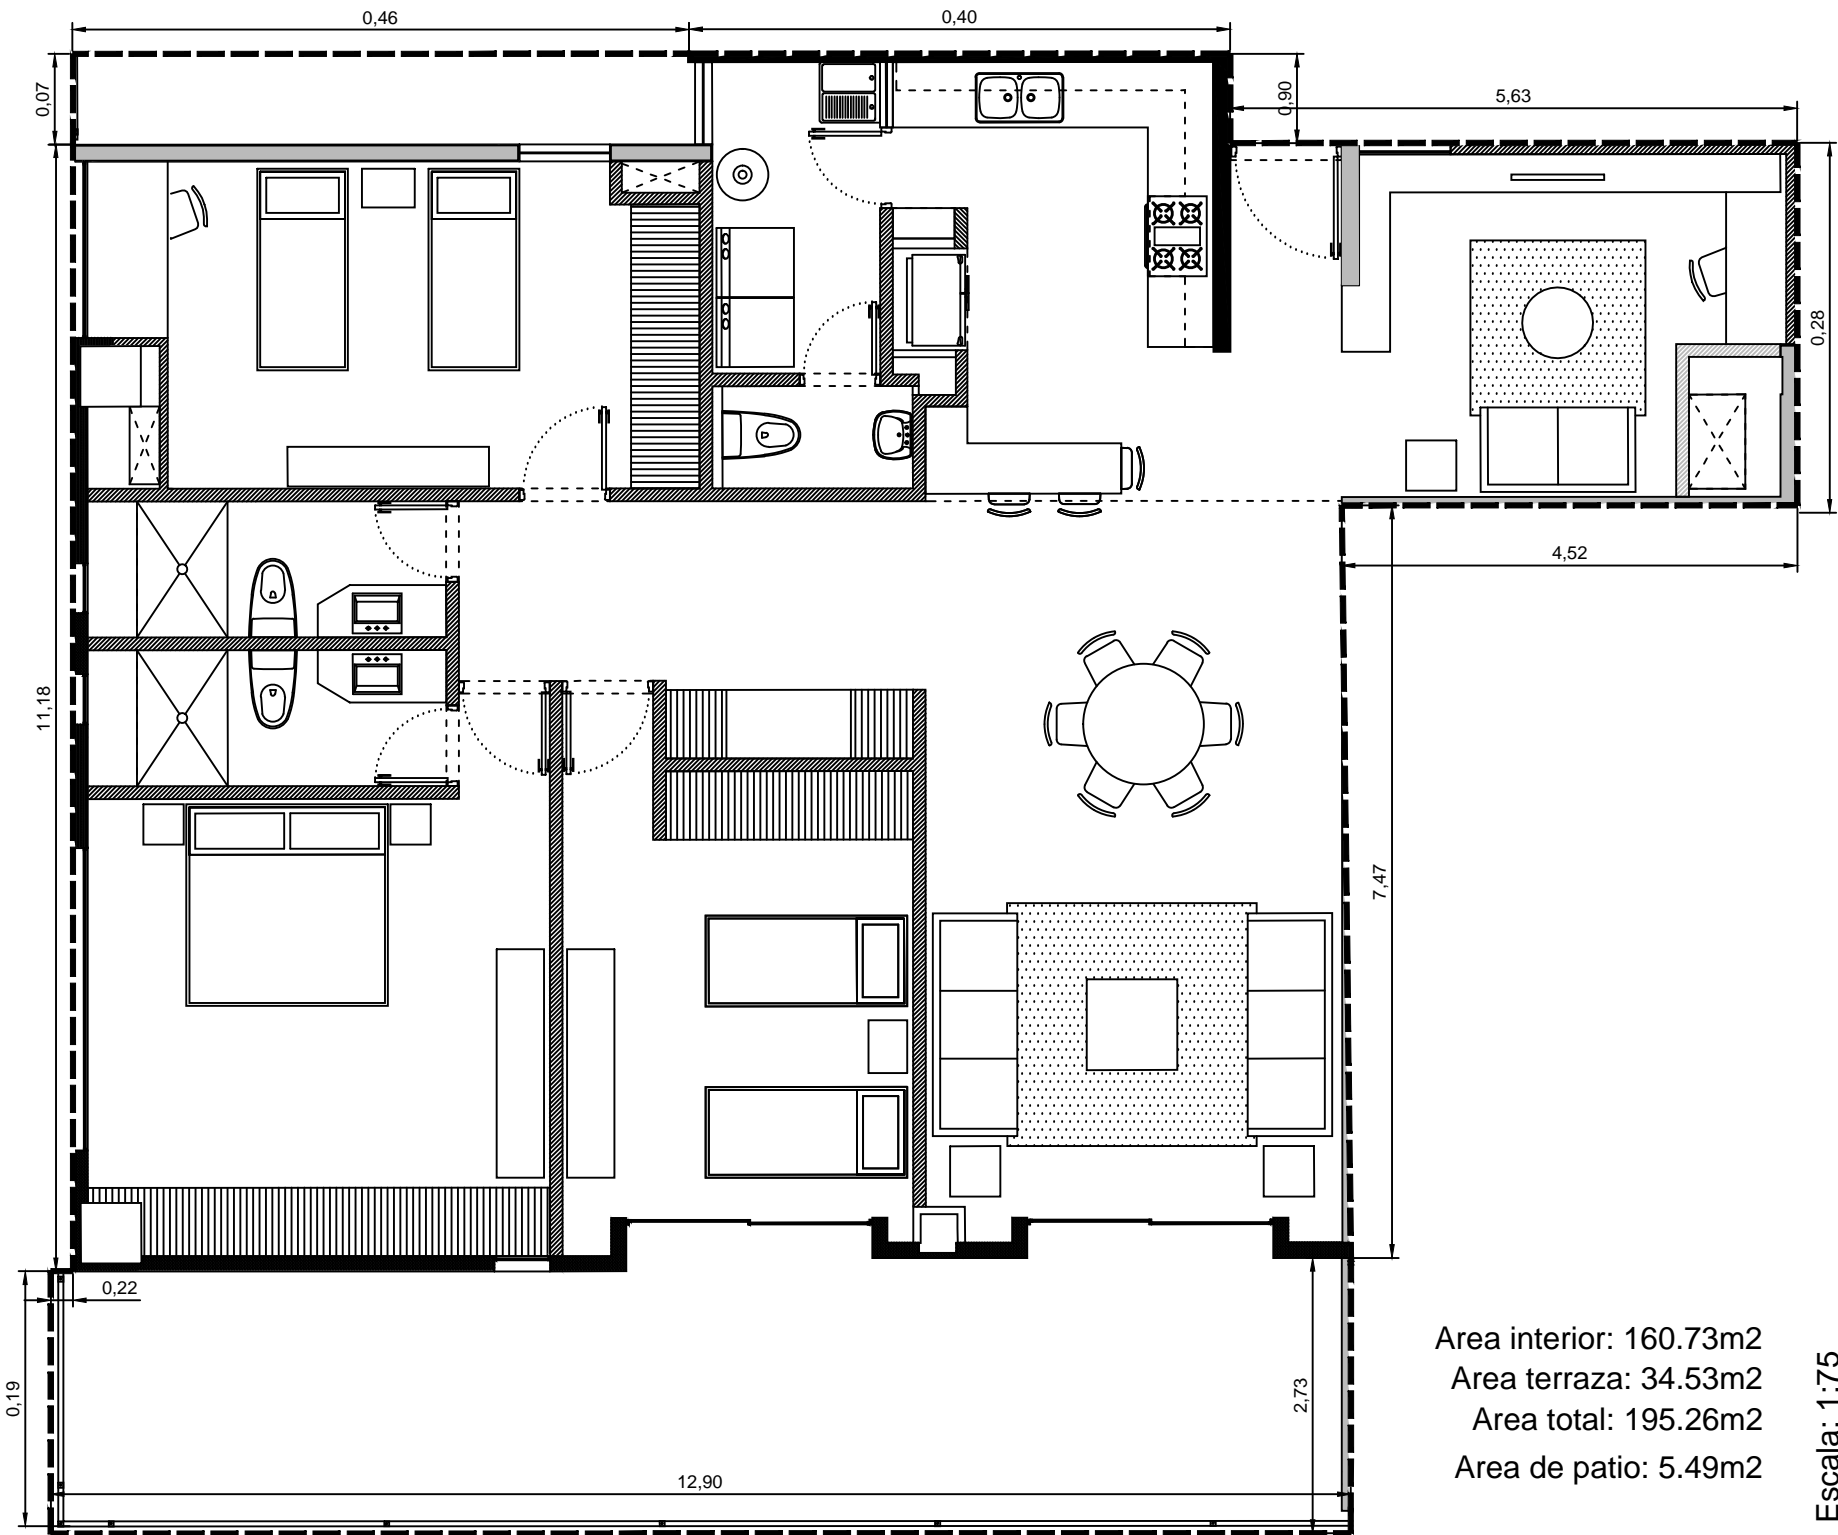 0,46
0,40
0,07
0,90
5,63
0,28
4,52
11,18
7,47
0,22
0,19
2,73
12,90
Area interior: 160.73m2
Area terraza: 34.53m2
Area total: 195.26m2
Area de patio: 5.49m2
Escala: 1:75